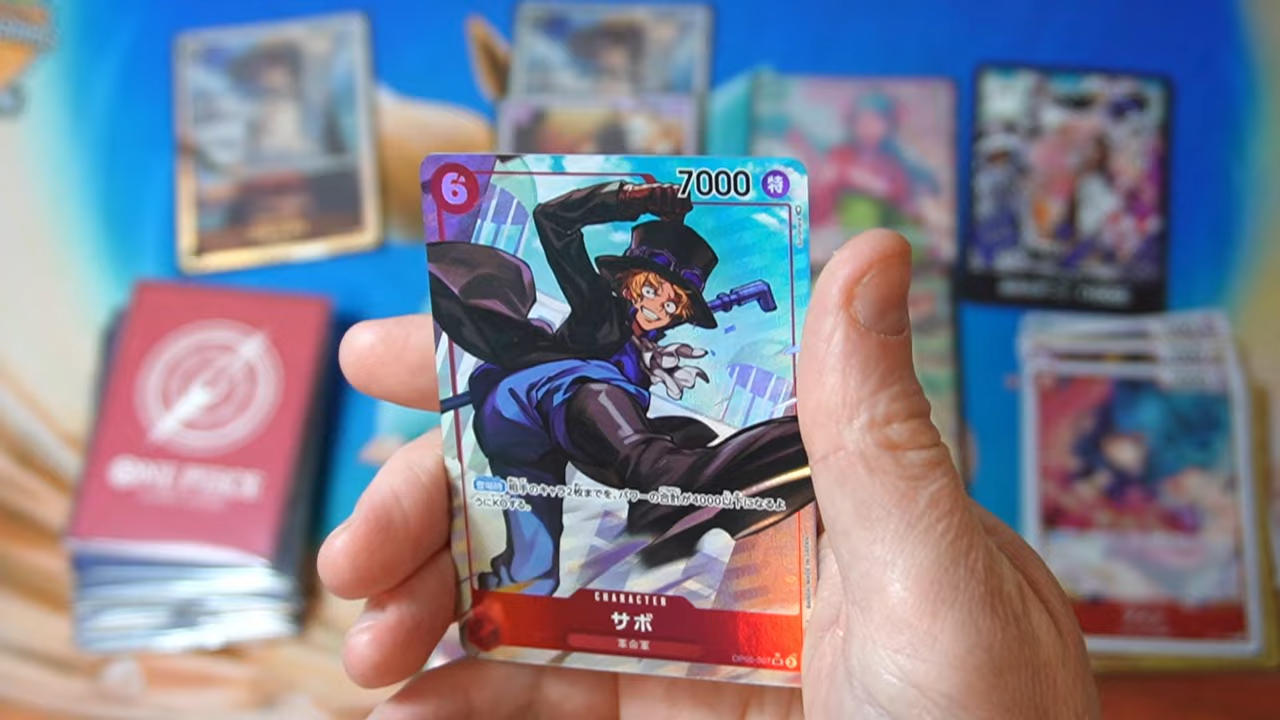 6
7000
特
登場時 相手のキャラ2枚までを、パワーの合計が4000以下になるよ
うにKOする。
CHARACTER
サボ
革命軍
OP05-007
ONE PIECE